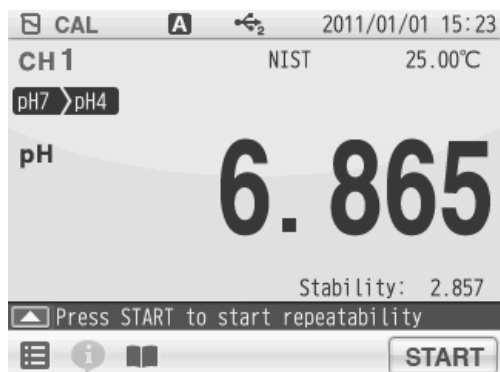 CAL A 2 2011/01/01 15:23
CH1 NIST 25.00℃
pH7 pH4
pH 6.865
Stability: 2.857
Press START to start repeatability
START